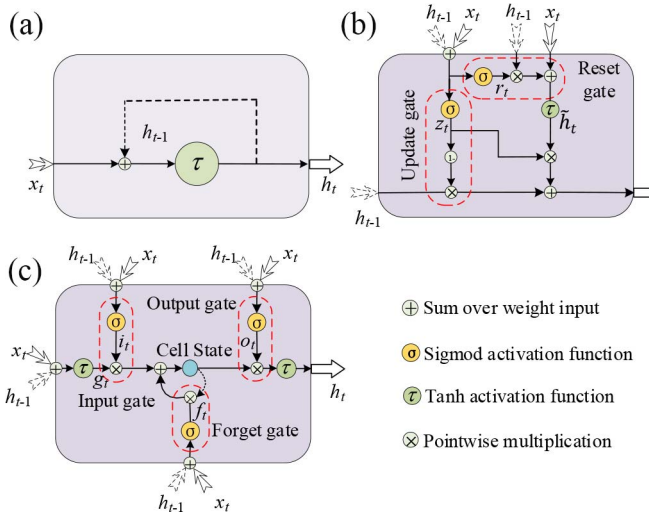 (a)
h_{t-1}
τ
x_t
h_t
(b)
h_{t-1}
x_t
h_{t-1}
x_t
Reset
gate
σ
r_t
σ
z_t
τ
h̃_t
Update gate
1-
h_{t-1}
(c)
h_{t-1}
x_t
h_{t-1}
x_t
Output gate
σ
i_t
σ
o_t
Cell State
x_t
τ
g_t
h_{t-1}
τ
h_t
Input gate
f_t
σ
Forget gate
h_{t-1}
x_t
Sum over weight input
σ Sigmod activation function
τ Tanh activation function
Pointwise multiplication